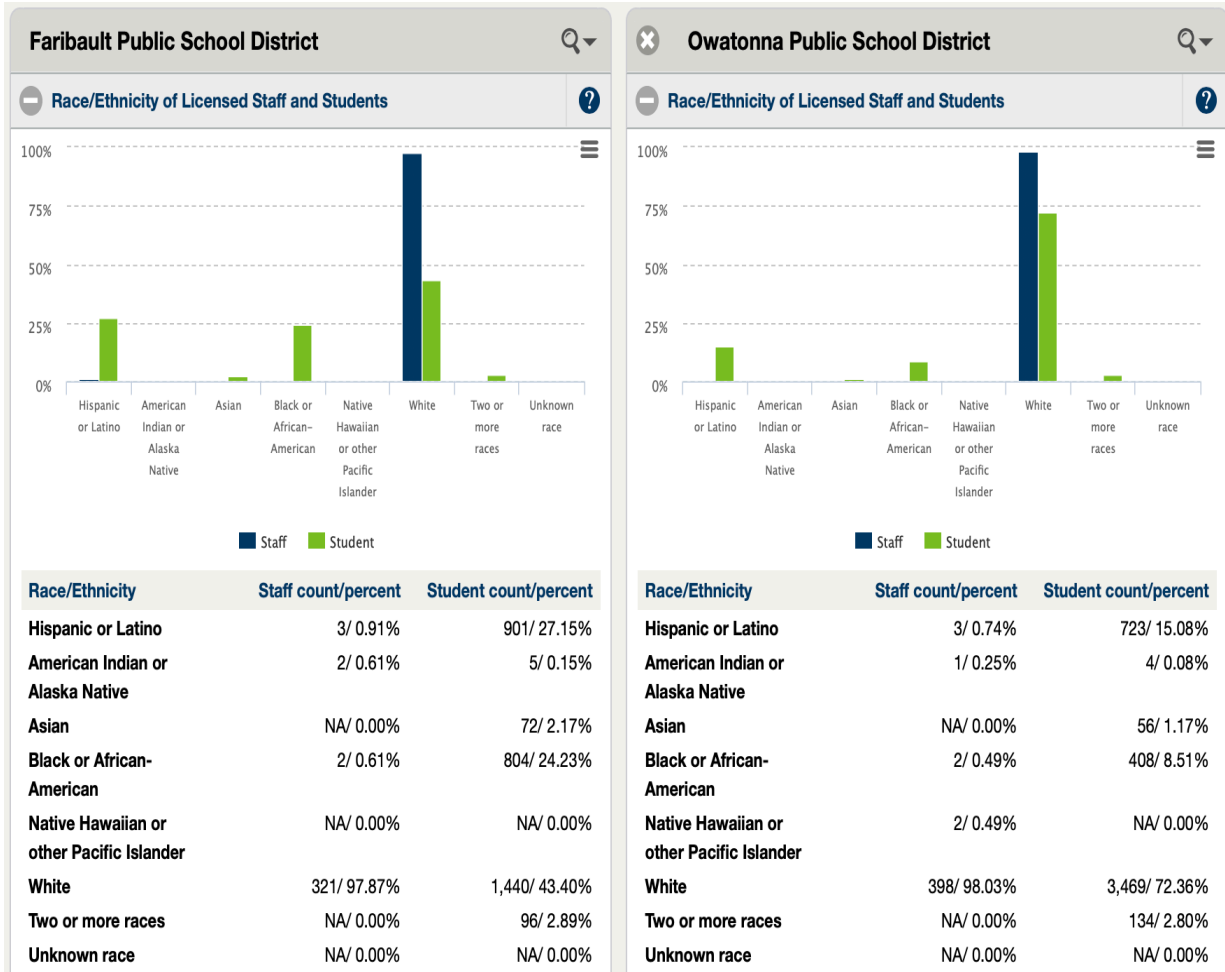 Faribault Public School District
Race/Ethnicity of Licensed Staff and Students
?
100%
75%
50%
25%
0%
Hispanic or Latino
American Indian or Alaska Native
Asian
Black or African-American
Native Hawaiian or other Pacific Islander
White
Two or more races
Unknown race
Staff Student
Race/Ethnicity Staff count/percent Student count/percent
Hispanic or Latino 3/ 0.91% 901/ 27.15%
American Indian or 2/ 0.61% 5/ 0.15%
Alaska Native
Asian NA/ 0.00% 72/ 2.17%
Black or African- 2/ 0.61% 804/ 24.23%
American
Native Hawaiian or NA/ 0.00% NA/ 0.00%
other Pacific Islander
White 321/ 97.87% 1,440/ 43.40%
Two or more races NA/ 0.00% 96/ 2.89%
Unknown race NA/ 0.00% NA/ 0.00%
Owatonna Public School District
Race/Ethnicity of Licensed Staff and Students
?
100%
75%
50%
25%
0%
Hispanic or Latino
American Indian or Alaska Native
Asian
Black or African-American
Native Hawaiian or other Pacific Islander
White
Two or more races
Unknown race
Staff Student
Race/Ethnicity Staff count/percent Student count/percent
Hispanic or Latino 3/ 0.74% 723/ 15.08%
American Indian or 1/ 0.25% 4/ 0.08%
Alaska Native
Asian NA/ 0.00% 56/ 1.17%
Black or African- 2/ 0.49% 408/ 8.51%
American
Native Hawaiian or 2/ 0.49% NA/ 0.00%
other Pacific Islander
White 398/ 98.03% 3,469/ 72.36%
Two or more races NA/ 0.00% 134/ 2.80%
Unknown race NA/ 0.00% NA/ 0.00%